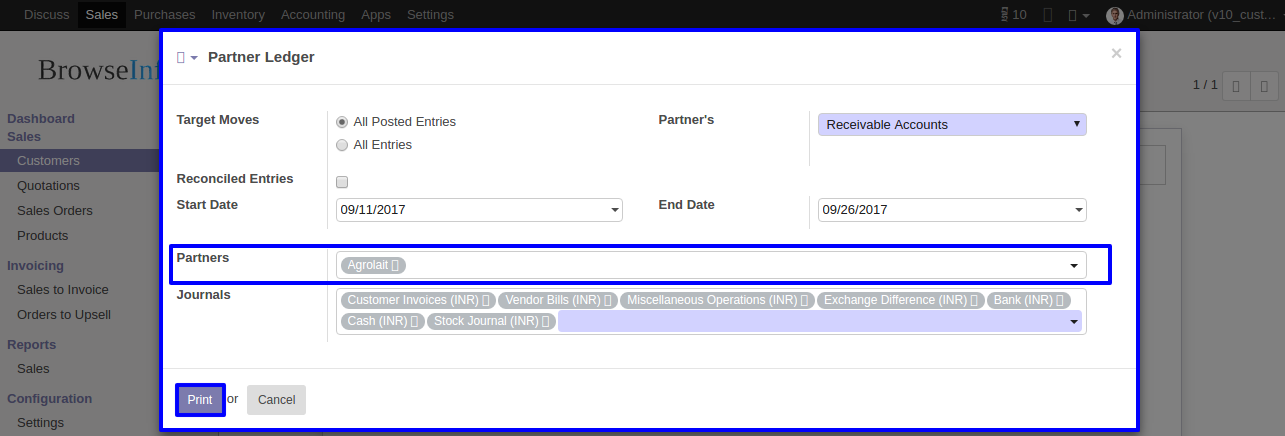 Discuss Sales Purchases Inventory Accounting Apps Settings 10 Administrator (v10_cust...
BrowseInf
1 / 1
Dashboard
Sales
Customers
Quotations
Sales Orders
Products
Invoicing
Sales to Invoice
Orders to Upsell
Reports
Sales
Configuration
Settings
Partner Ledger ×
Target Moves All Posted Entries Partner's Receivable Accounts
All Entries
Reconciled Entries
Start Date 09/11/2017 End Date 09/26/2017
Partners Agrolait
Journals Customer Invoices (INR) Vendor Bills (INR) Miscellaneous Operations (INR) Exchange Difference (INR) Bank (INR)
Cash (INR) Stock Journal (INR)
Print or Cancel